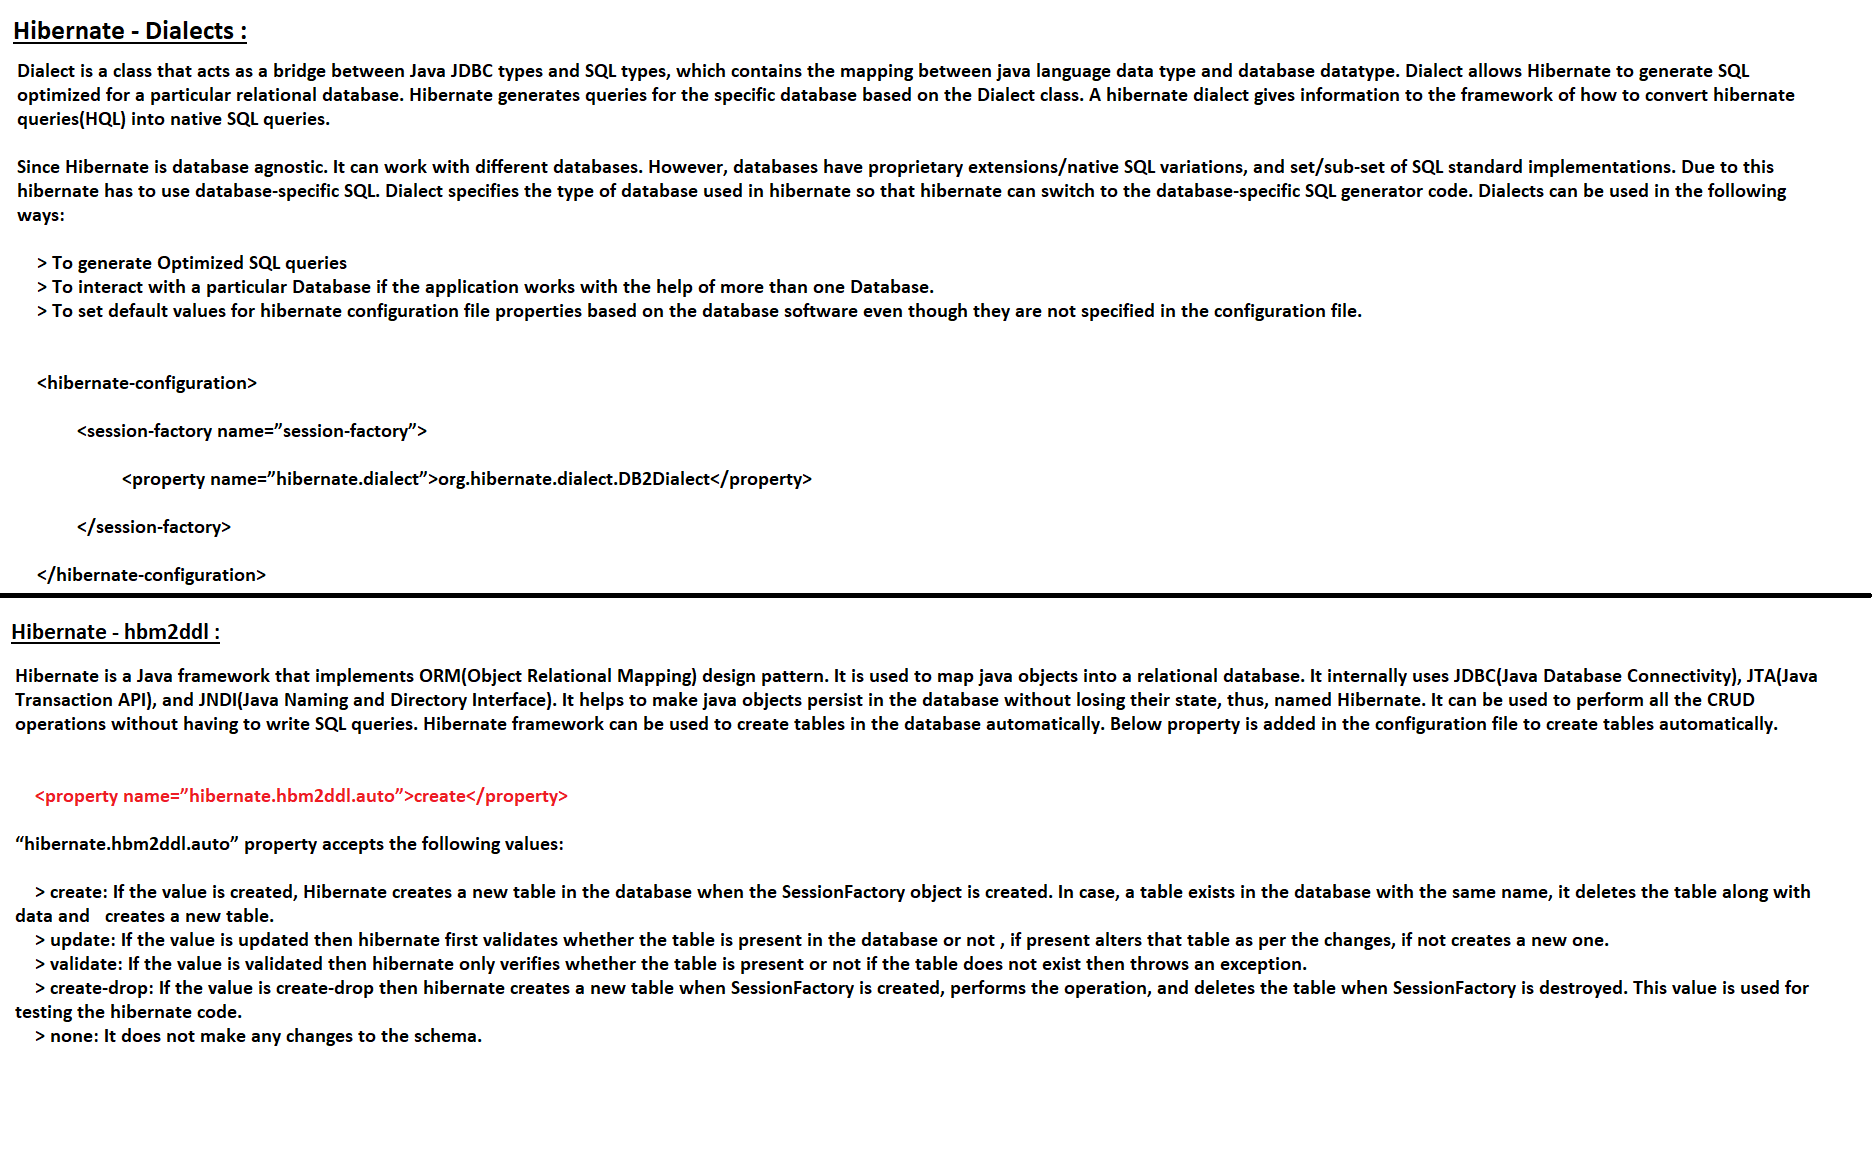 Hibernate - Dialects :
Dialect is a class that acts as a bridge between Java JDBC types and SQL types, which contains the mapping between java language data type and database datatype. Dialect allows Hibernate to generate SQL
optimized for a particular relational database. Hibernate generates queries for the specific database based on the Dialect class. A hibernate dialect gives information to the framework of how to convert hibernate
queries(HQL) into native SQL queries.
Since Hibernate is database agnostic. It can work with different databases. However, databases have proprietary extensions/native SQL variations, and set/sub-set of SQL standard implementations. Due to this
hibernate has to use database-specific SQL. Dialect specifies the type of database used in hibernate so that hibernate can switch to the database-specific SQL generator code. Dialects can be used in the following
ways:
> To generate Optimized SQL queries
> To interact with a particular Database if the application works with the help of more than one Database.
> To set default values for hibernate configuration file properties based on the database software even though they are not specified in the configuration file.
<hibernate-configuration>
<session-factory name=”session-factory”>
<property name=”hibernate.dialect”>org.hibernate.dialect.DB2Dialect</property>
</session-factory>
</hibernate-configuration>
Hibernate - hbm2ddl :
Hibernate is a Java framework that implements ORM(Object Relational Mapping) design pattern. It is used to map java objects into a relational database. It internally uses JDBC(Java Database Connectivity), JTA(Java
Transaction API), and JNDI(Java Naming and Directory Interface). It helps to make java objects persist in the database without losing their state, thus, named Hibernate. It can be used to perform all the CRUD
operations without having to write SQL queries. Hibernate framework can be used to create tables in the database automatically. Below property is added in the configuration file to create tables automatically.
<property name=”hibernate.hbm2ddl.auto”>create</property>
“hibernate.hbm2ddl.auto” property accepts the following values:
> create: If the value is created, Hibernate creates a new table in the database when the SessionFactory object is created. In case, a table exists in the database with the same name, it deletes the table along with
data and   creates a new table.
> update: If the value is updated then hibernate first validates whether the table is present in the database or not , if present alters that table as per the changes, if not creates a new one.
> validate: If the value is validated then hibernate only verifies whether the table is present or not if the table does not exist then throws an exception.
> create-drop: If the value is create-drop then hibernate creates a new table when SessionFactory is created, performs the operation, and deletes the table when SessionFactory is destroyed. This value is used for
testing the hibernate code.
> none: It does not make any changes to the schema.